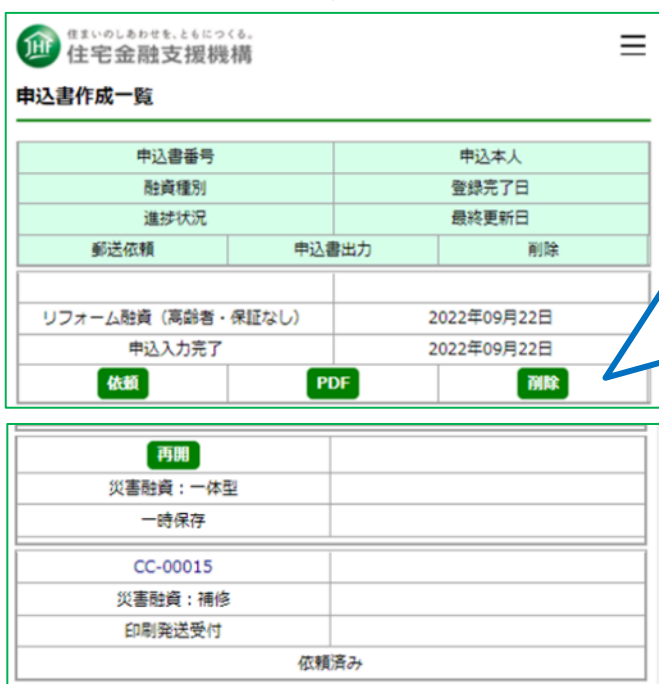 JHF
住まいのしあわせを、ともにつくる。
住宅金融支援機構
申込書作成一覧
申込書番号 申込本人
融資種別 登録完了日
進捗状況 最終更新日
郵送依頼 申込書出力 削除
リフォーム融資（高齢者・保証なし） 2022年09月22日
申込入力完了 2022年09月22日
依頼 PDF 削除
再開
災害融資：一体型
一時保存
CC-00015
災害融資：補修
印刷発送受付
依頼済み